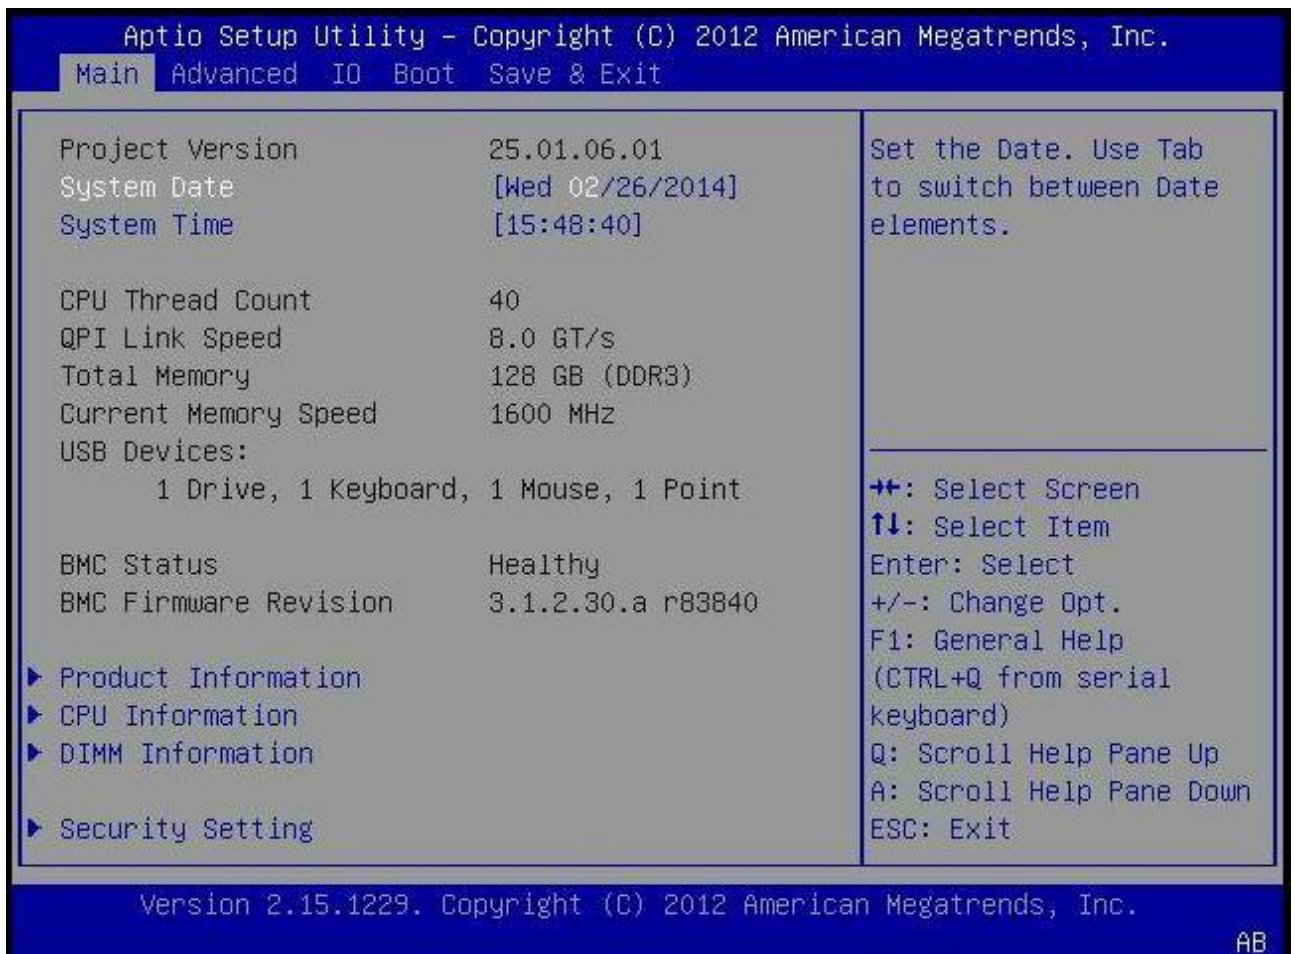 Aptio Setup Utility – Copyright (C) 2012 American Megatrends, Inc.
Main Advanced IO Boot Save & Exit
Project Version 25.01.06.01
System Date [Wed 02/26/2014]
System Time [15:48:40]
CPU Thread Count 40
QPI Link Speed 8.0 GT/s
Total Memory 128 GB (DDR3)
Current Memory Speed 1600 MHz
USB Devices:
1 Drive, 1 Keyboard, 1 Mouse, 1 Point
BMC Status Healthy
BMC Firmware Revision 3.1.2.30.a r83840
Product Information
CPU Information
DIMM Information
Security Setting
Set the Date. Use Tab
to switch between Date
elements.
→←: Select Screen
↑↓: Select Item
Enter: Select
+/-: Change Opt.
F1: General Help
(CTRL+Q from serial
keyboard)
Q: Scroll Help Pane Up
A: Scroll Help Pane Down
ESC: Exit
Version 2.15.1229. Copyright (C) 2012 American Megatrends, Inc.
AB